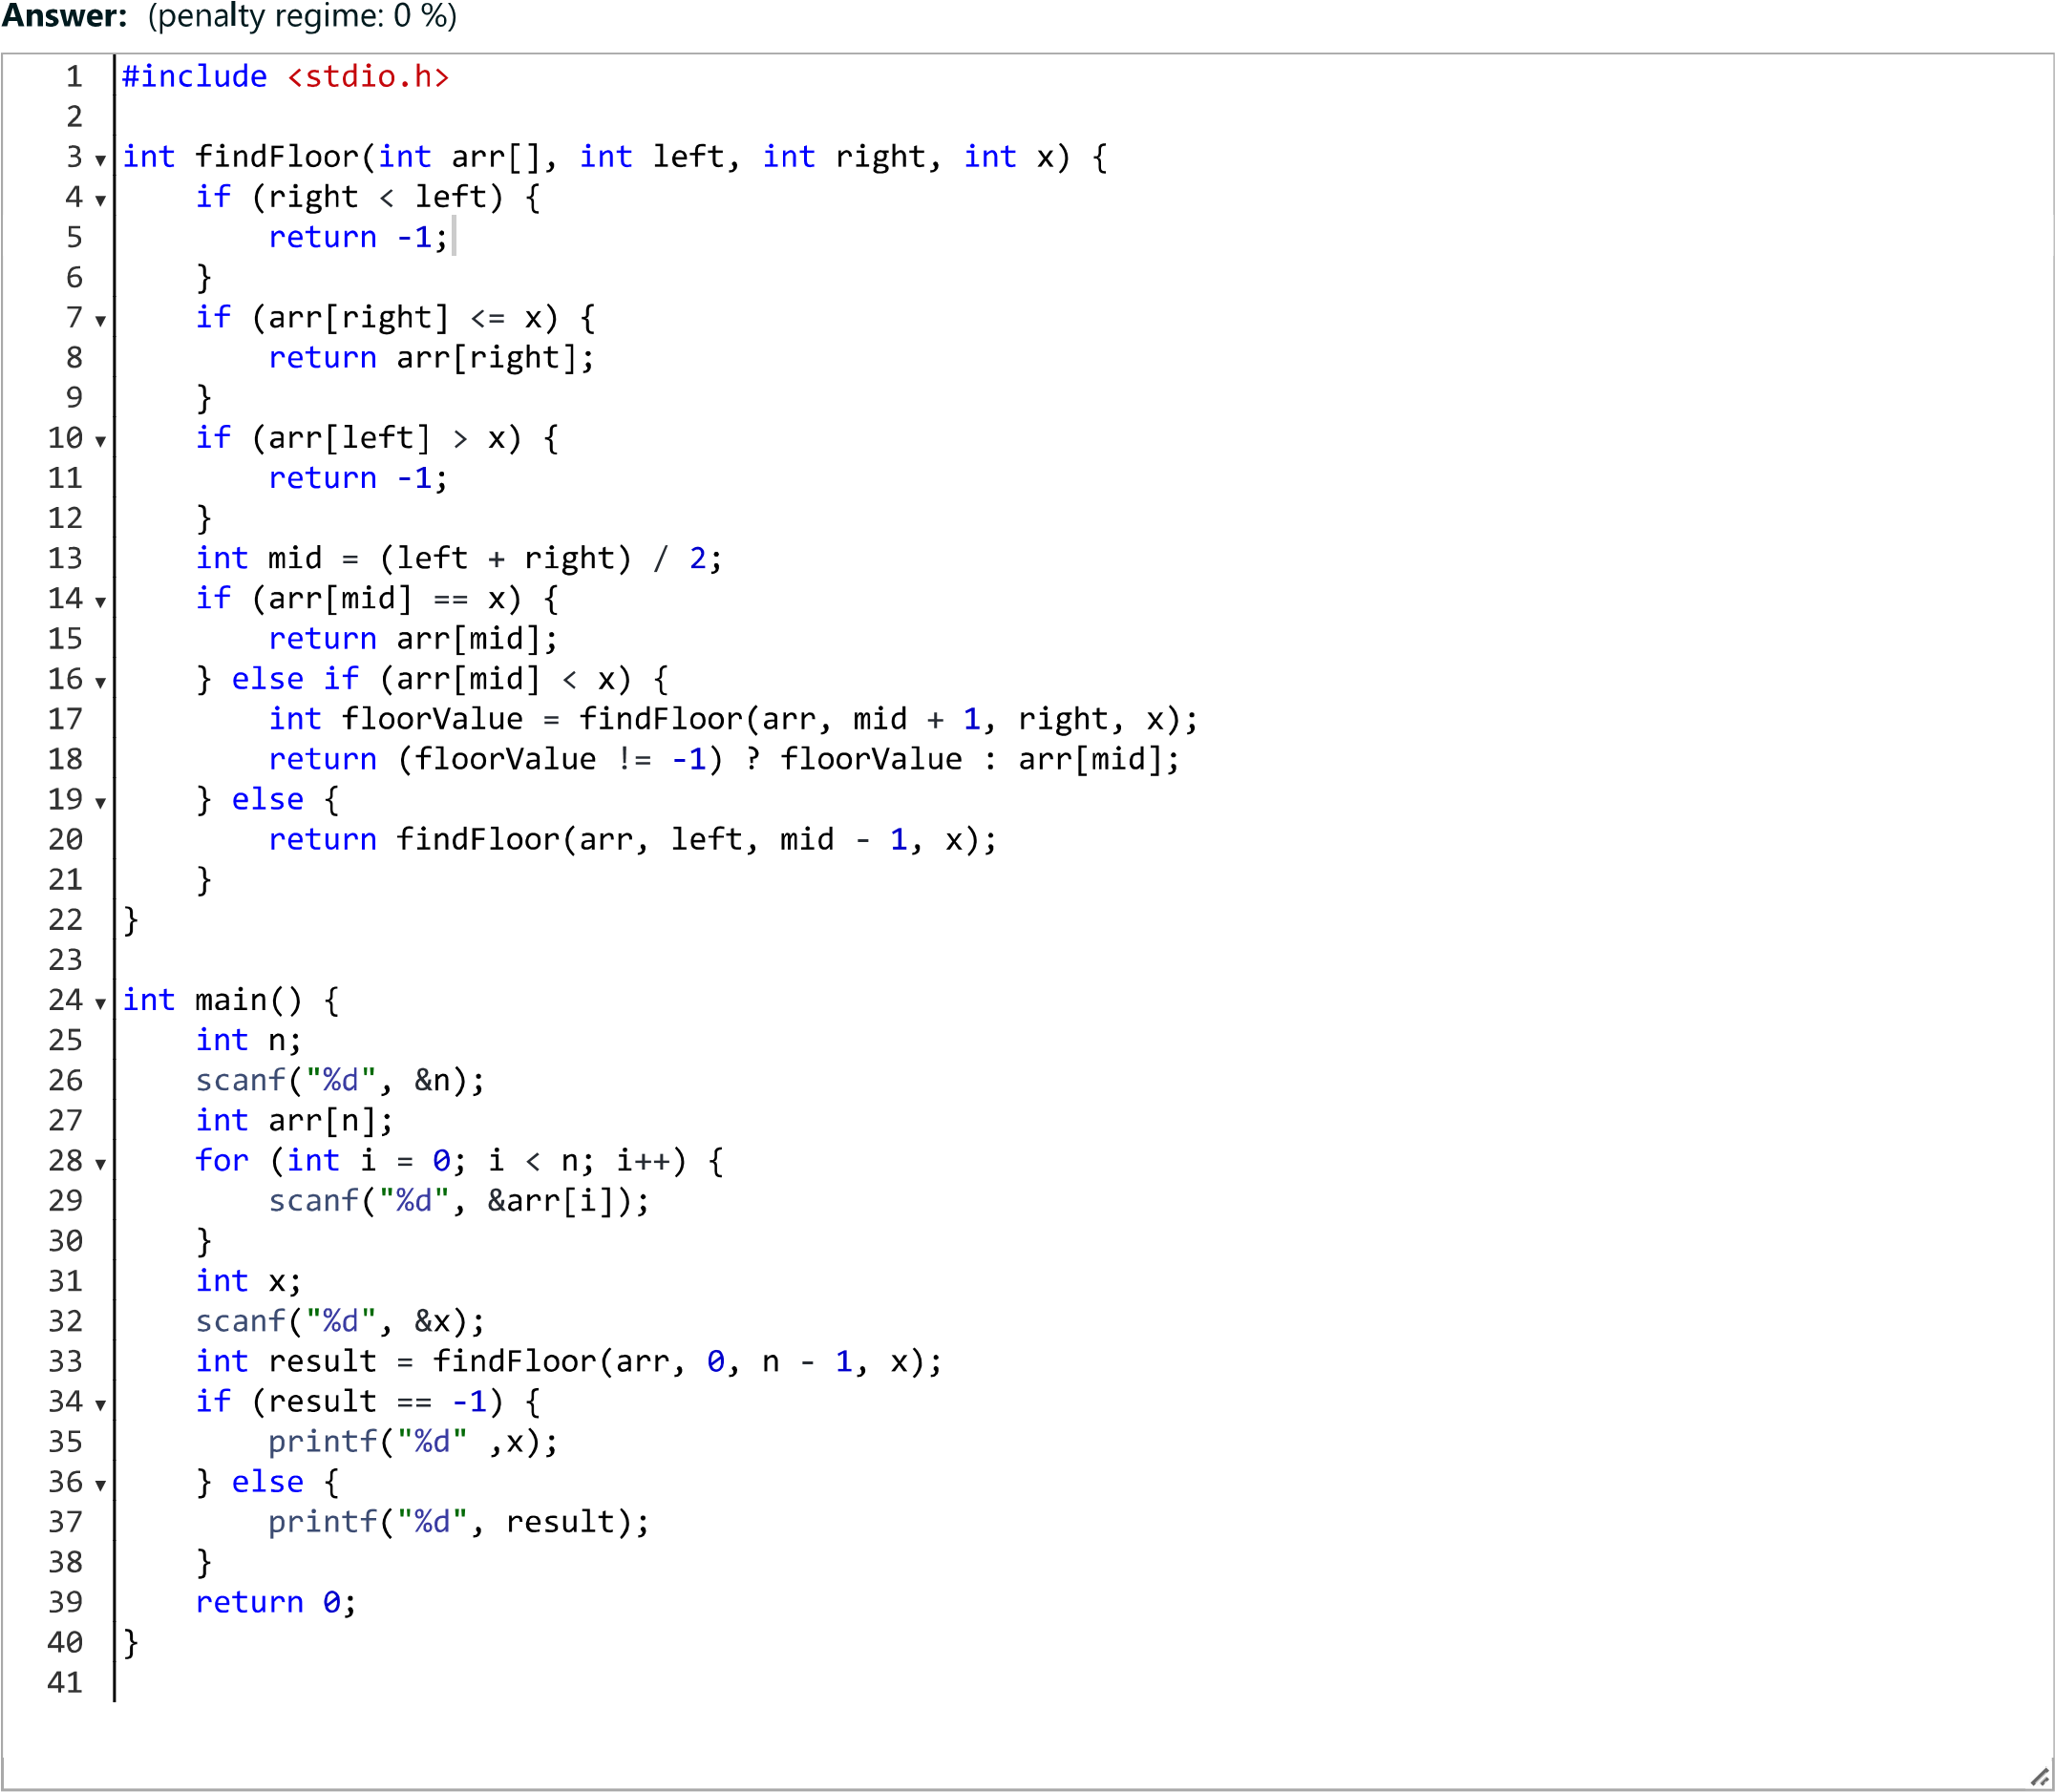 Answer: (penalty regime: 0 %)
1 #include <stdio.h>
2
3 int findFloor(int arr[], int left, int right, int x) {
4     if (right < left) {
5         return -1;
6     }
7     if (arr[right] <= x) {
8         return arr[right];
9     }
10     if (arr[left] > x) {
11         return -1;
12     }
13     int mid = (left + right) / 2;
14     if (arr[mid] == x) {
15         return arr[mid];
16     } else if (arr[mid] < x) {
17         int floorValue = findFloor(arr, mid + 1, right, x);
18         return (floorValue != -1) ? floorValue : arr[mid];
19     } else {
20         return findFloor(arr, left, mid - 1, x);
21     }
22 }
23
24 int main() {
25     int n;
26     scanf("%d", &n);
27     int arr[n];
28     for (int i = 0; i < n; i++) {
29         scanf("%d", &arr[i]);
30     }
31     int x;
32     scanf("%d", &x);
33     int result = findFloor(arr, 0, n - 1, x);
34     if (result == -1) {
35         printf("%d" ,x);
36     } else {
37         printf("%d", result);
38     }
39     return 0;
40 }
41